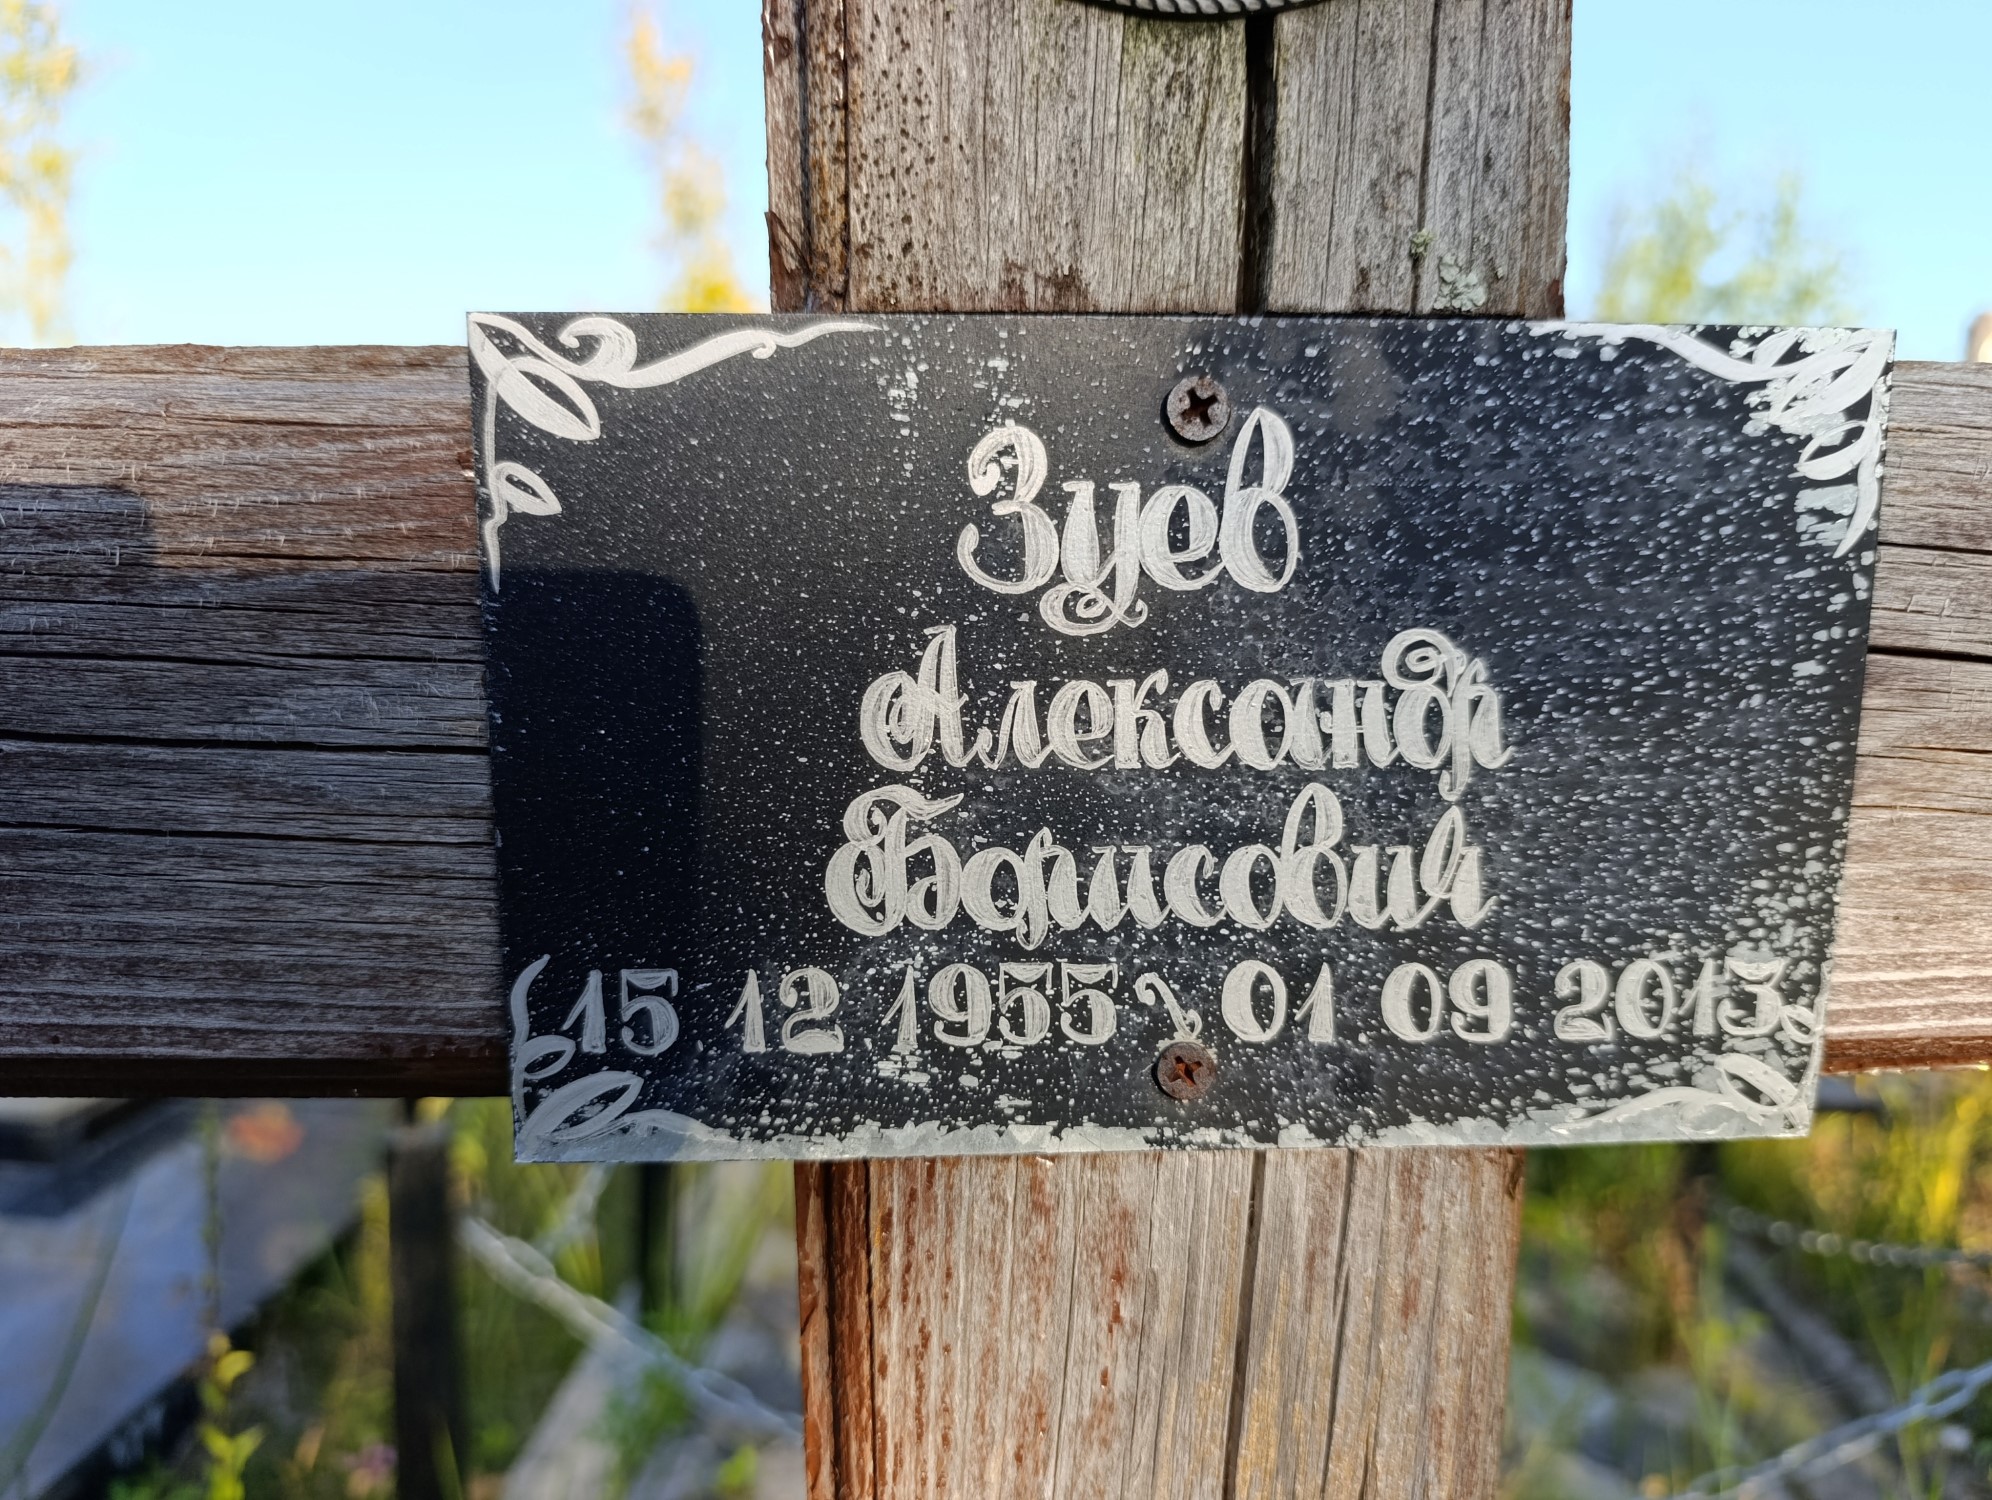 Зуев
Александр
Борисович
15 12 1955 ~ 01 09 2013